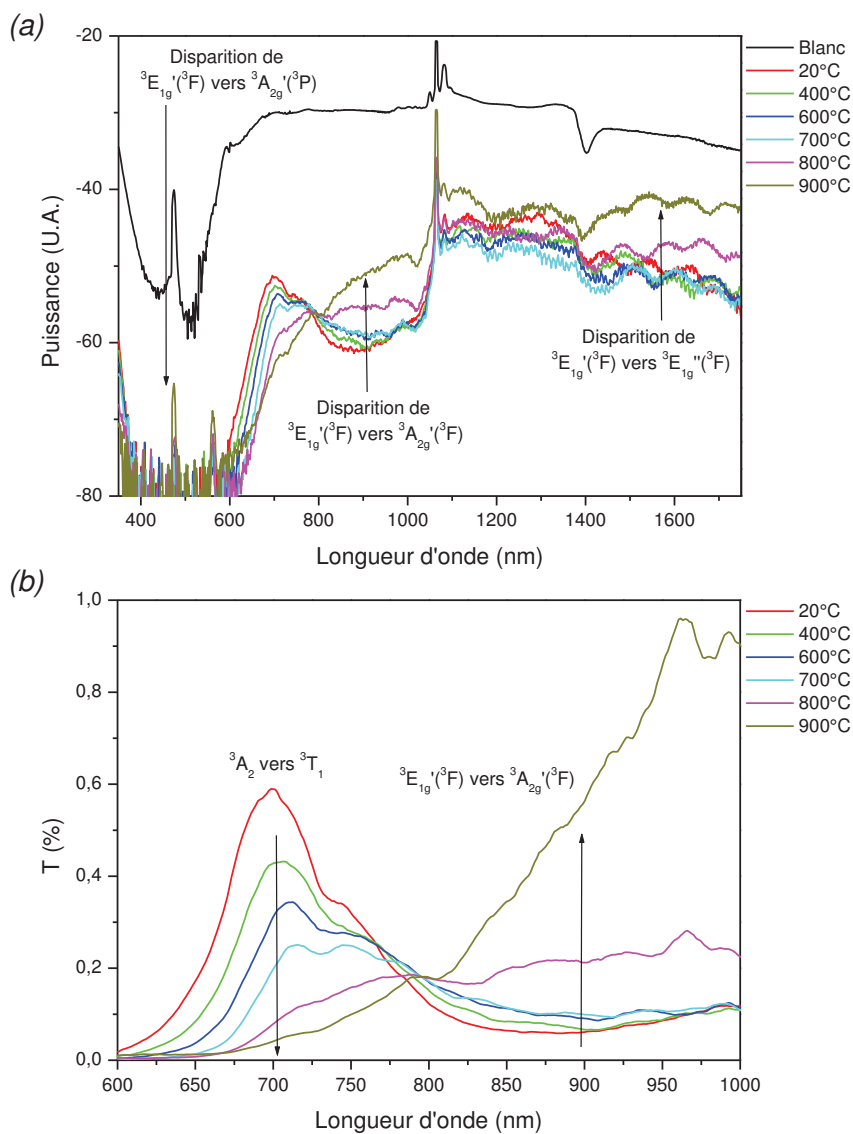 (a)
-20
-40
-60
-80
Puissance (U.A.)
400 600 800 1000 1200 1400 1600
Longueur d'onde (nm)
Disparition de
³E₁g'(³F) vers ³A₂g'(³P)
Disparition de
³E₁g'(³F) vers ³A₂g'(³F)
Disparition de
³E₁g'(³F) vers ³E₁g''(³F)
Blanc
20°C
400°C
600°C
700°C
800°C
900°C
(b)
1,0
0,8
0,6
0,4
0,2
0,0
T (%)
600 650 700 750 800 850 900 950 1000
Longueur d'onde (nm)
³A₂ vers ³T₁
³E₁g'(³F) vers ³A₂g'(³F)
20°C
400°C
600°C
700°C
800°C
900°C